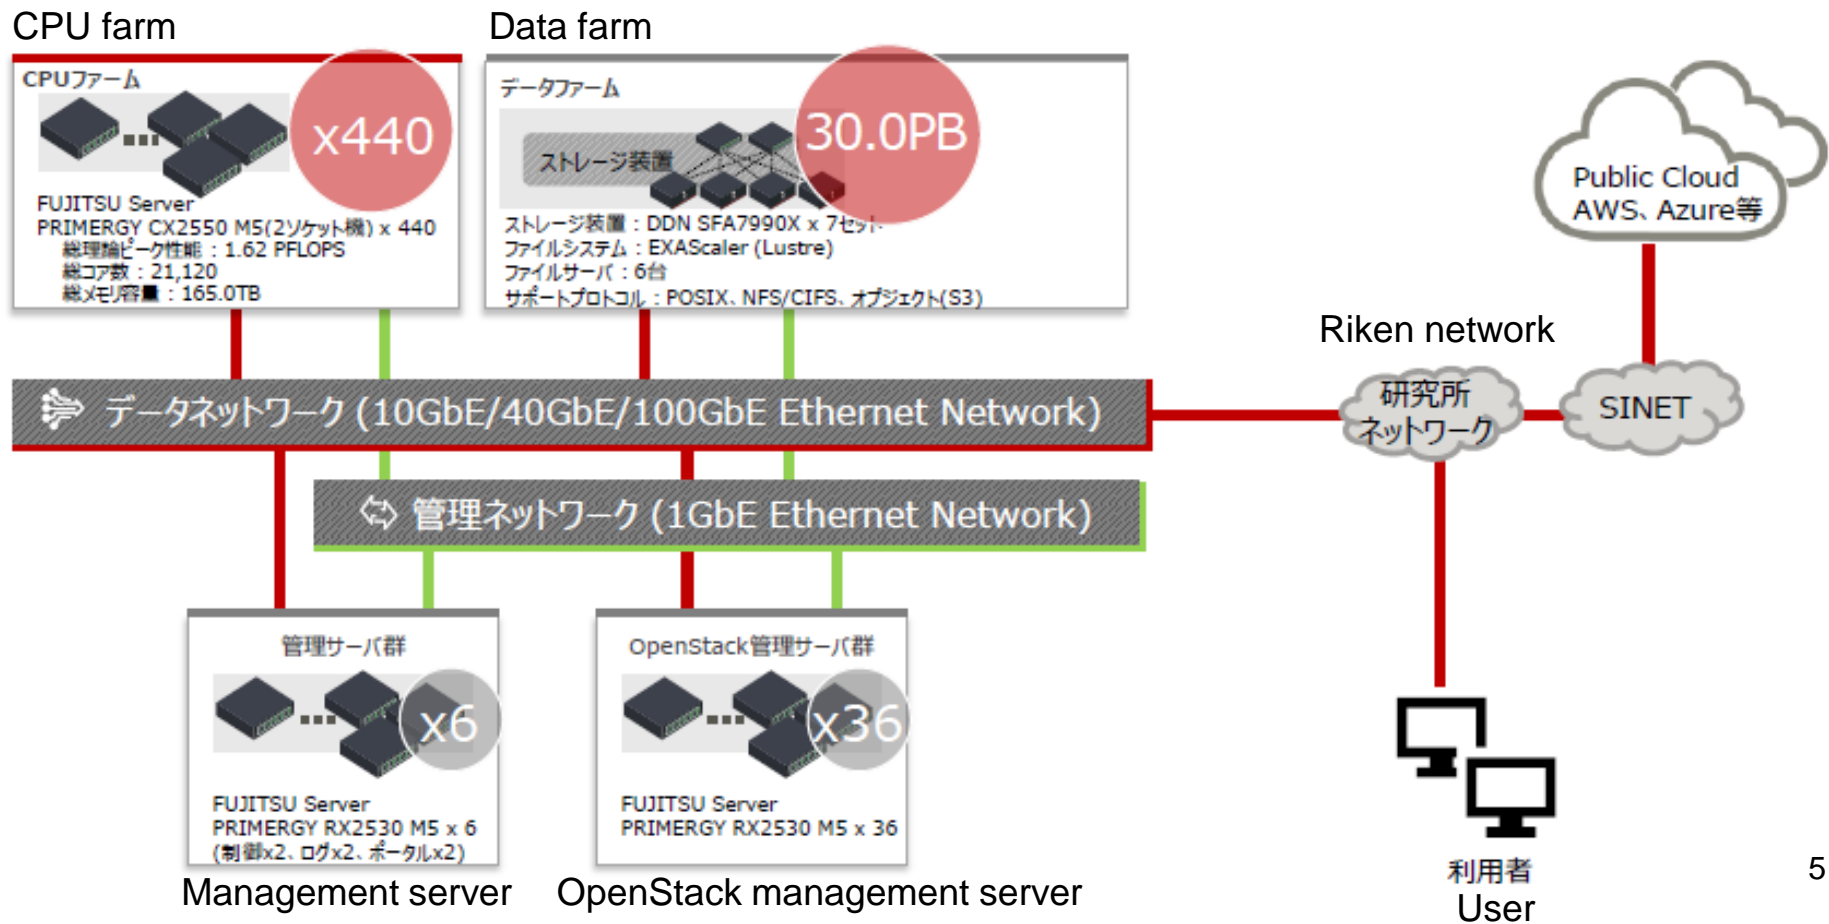 CPU farm
CPUファーム
x440
FUJITSU Server
PRIMERGY CX2550 M5(2ソケット機) x 440
総理論ピーク性能：1.62 PFLOPS
総コア数：21,120
総メモリ容量：165.0TB
Data farm
データファーム
30.0PB
ストレージ装置
ストレージ装置：DDN SFA7990X x 7セット
ファイルシステム：EXAScaler (Lustre)
ファイルサーバ：6台
サポートプロトコル：POSIX、NFS/CIFS、オブジェクト(S3)
Public Cloud
AWS、Azure等
Riken network
研究所
ネットワーク
SINET
データネットワーク (10GbE/40GbE/100GbE Ethernet Network)
管理ネットワーク (1GbE Ethernet Network)
管理サーバ群
x6
FUJITSU Server
PRIMERGY RX2530 M5 x 6
(制御x2、ログx2、ポータルx2)
Management server
OpenStack管理サーバ群
x36
FUJITSU Server
PRIMERGY RX2530 M5 x 36
OpenStack management server
利用者
User
5